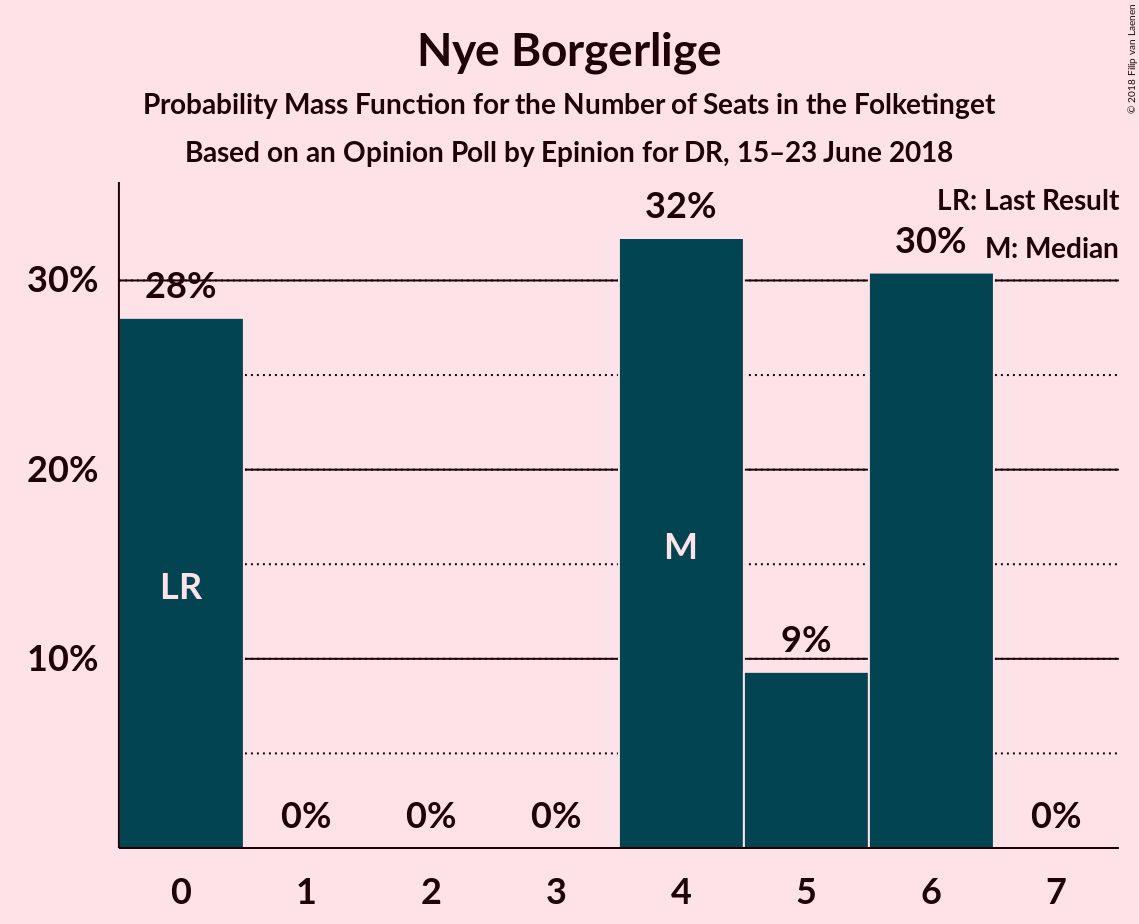 Nye Borgerlige
Probability Mass Function for the Number of Seats in the Folketinget
Based on an Opinion Poll by Epinion for DR, 15–23 June 2018
© 2018 Filip van Laenen
LR: Last Result
M: Median
30%
20%
10%
28%
0%
0%
0%
32%
9%
30%
0%
LR
M
0 1 2 3 4 5 6 7